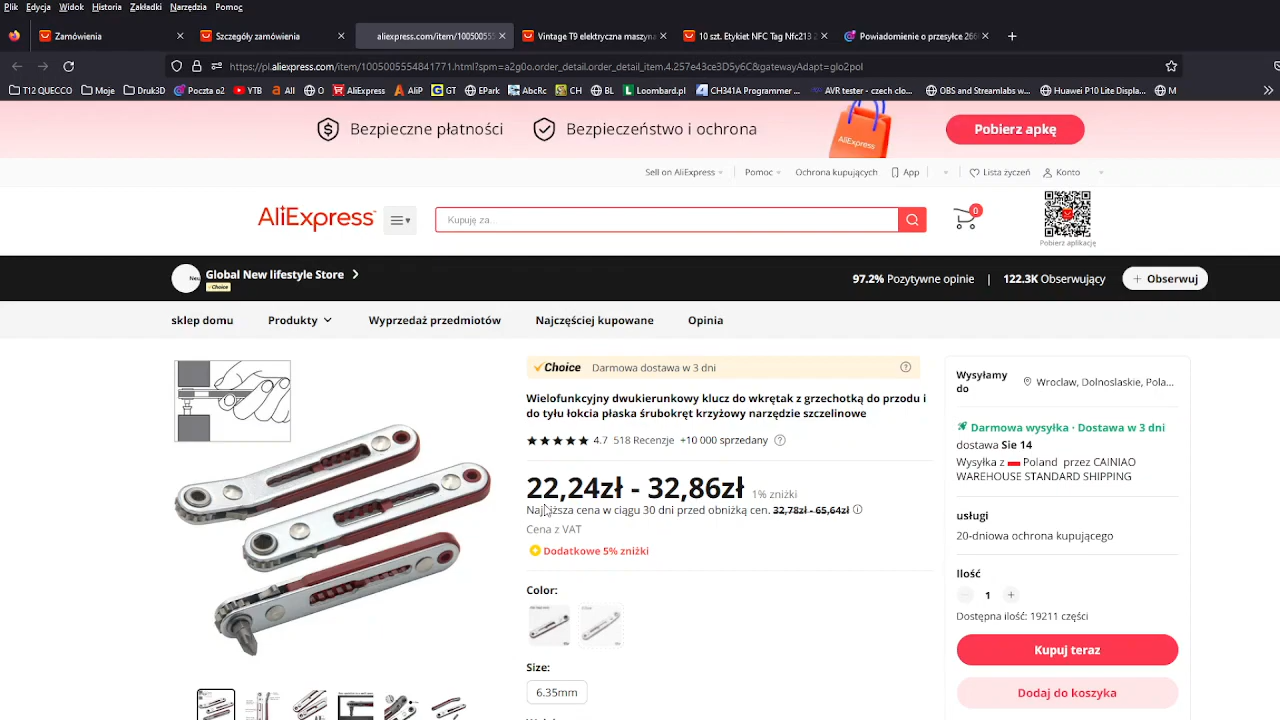 Plik Edycja Widok Historia Zakładki Narzędzia Pomoc
Zamówienia
Szczegóły zamówienia
aliexpress.com/item/100500555
Vintage T9 elektryczna maszyna
10 szt. Etykiet NFC Tag Nfc213 2
Powiadomienie o przesyłce 266
https://pl.aliexpress.com/item/1005005554841771.html?spm=a2g0o.order_detail.order_detail_item.4.257e43ce3D5y6C&gatewayAdapt=glo2pol
T12 QUECCO Moje Druk3D Poczta o2 YTB All O AliExpress AliP GT EPark AbcRc CH BL Loombard.pl CH341A Programmer ... AVR tester - czech clo... OBS and Streamlabs w... Huawei P10 Lite Displa... M
Bezpieczne płatności Bezpieczeństwo i ochrona AliExpress Pobierz apkę
Sell on AliExpress Pomoc Ochrona kupujących App Lista życzeń Konto
AliExpress
Kupuję za...
0
Pobierz aplikację
Global New lifestyle Store
Choice
97.2% Pozytywne opinie | 122.3K Obserwujący + Obserwuj
sklep domu Produkty Wyprzedaż przedmiotów Najczęściej kupowane Opinia
Choice Darmowa dostawa w 3 dni
Wielofunkcyjny dwukierunkowy klucz do wkrętak z grzechotką do przodu i
do tyłu łokcia płaska śrubokręt krzyżowy narzędzie szczelinowe
4.7 518 Recenzje +10 000 sprzedany
22,24zł - 32,86zł 1% zniżki
Najniższa cena w ciągu 30 dni przed obniżką cen. 32,78zł - 65,64zł
Cena z VAT
Dodatkowe 5% zniżki
Color:
Size:
6.35mm
Wysyłamy
do
Wroclaw, Dolnoslaskie, Pola...
Darmowa wysyłka · Dostawa w 3 dni
dostawa Sie 14
Wysyłka z Poland przez CAINIAO
WAREHOUSE STANDARD SHIPPING
usługi
20-dniowa ochrona kupującego
Ilość
1
Dostępna ilość: 19211 części
Kupuj teraz
Dodaj do koszyka